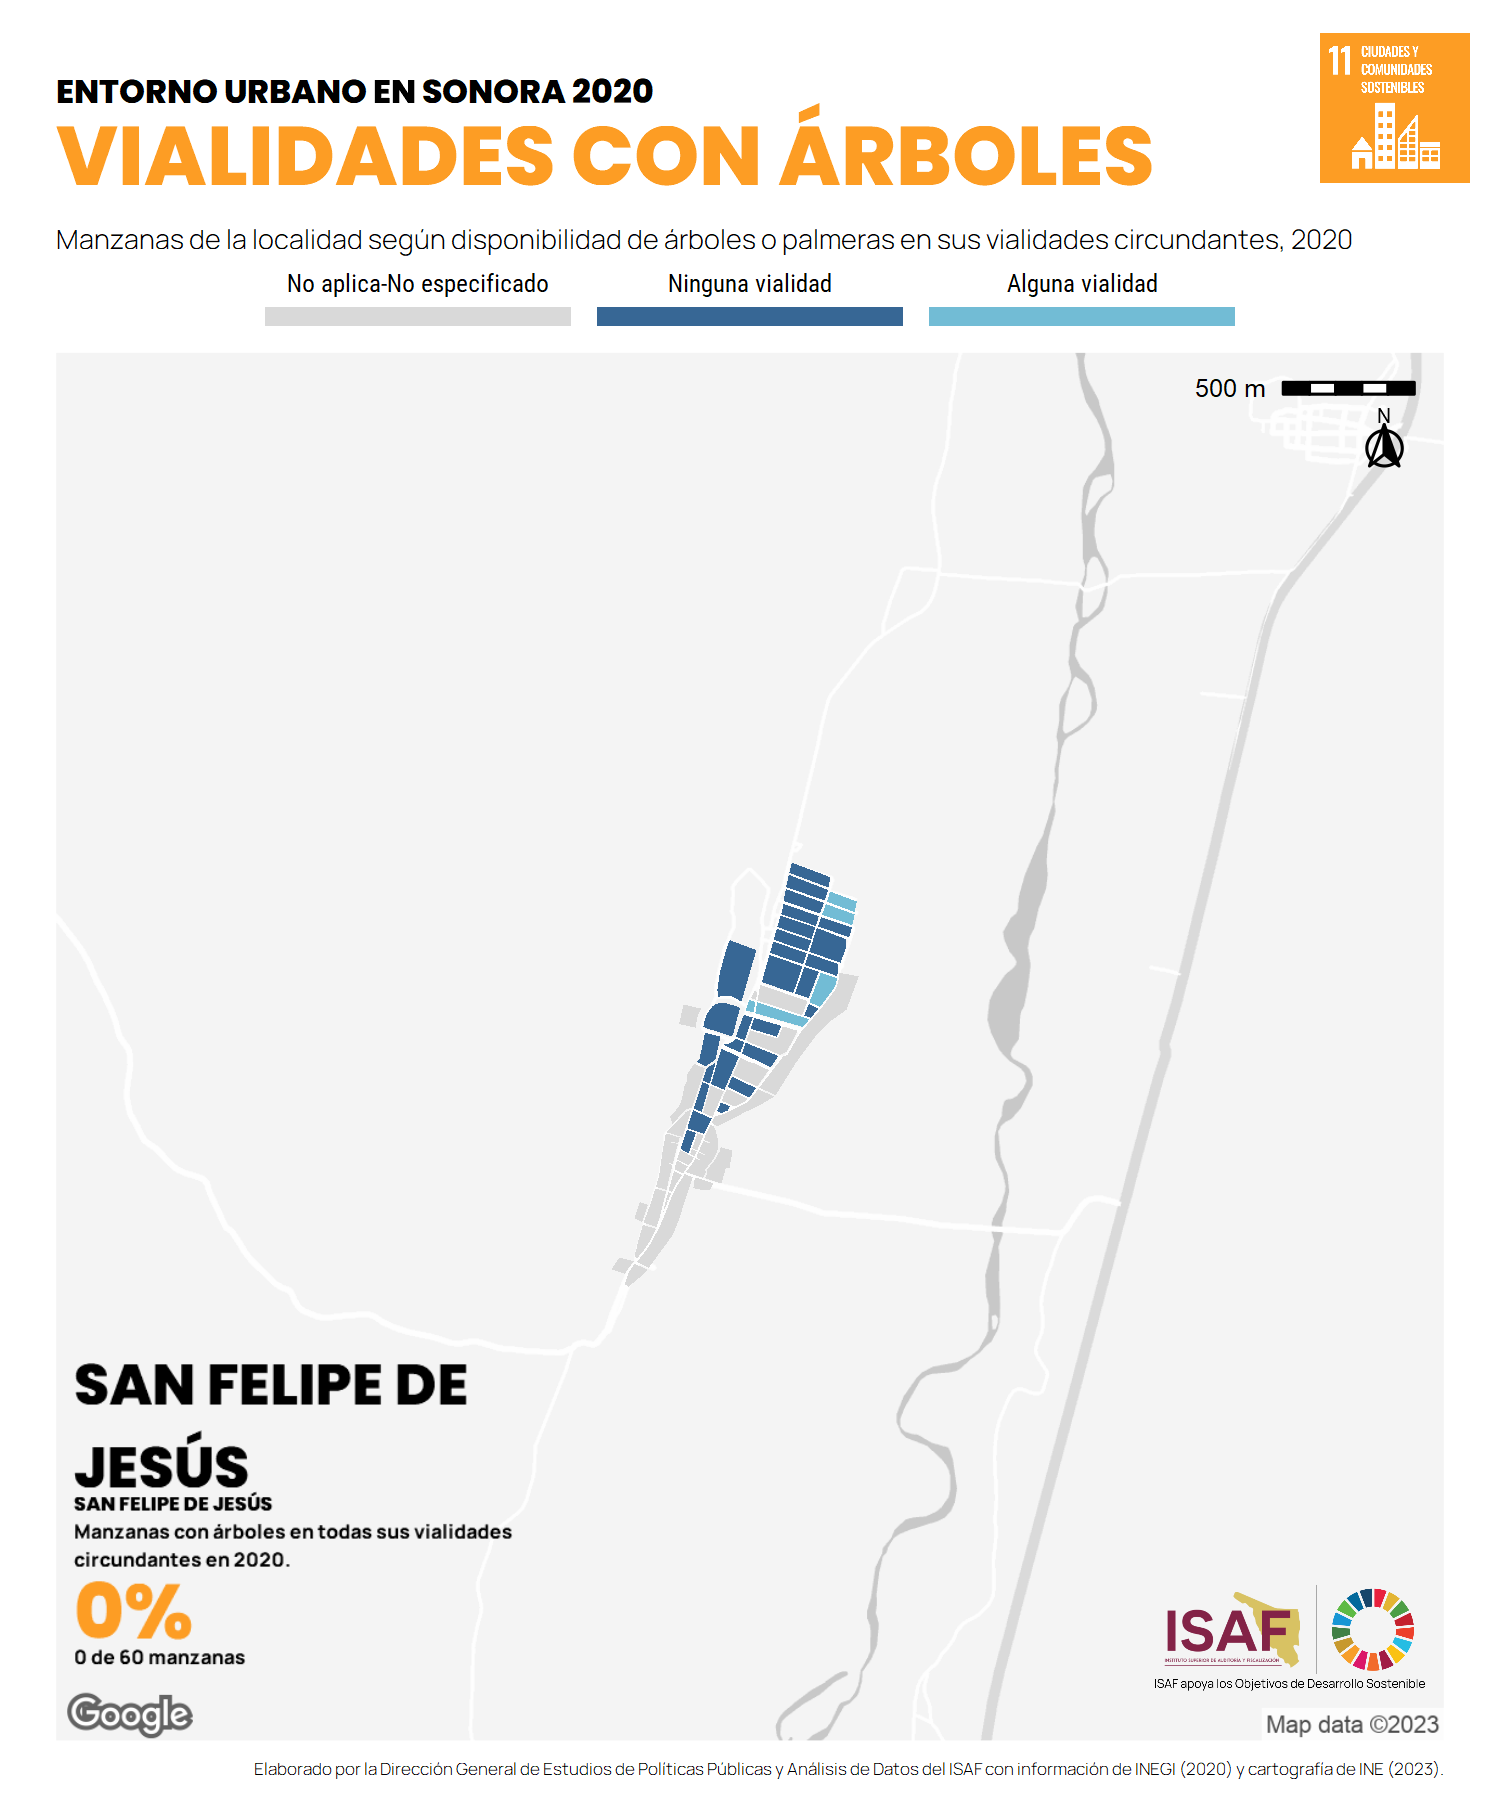 ENTORNO URBANO EN SONORA 2020
VIALIDADES CON ÁRBOLES
11 CIUDADES Y
COMUNIDADES
SOSTENIBLES
Manzanas de la localidad según disponibilidad de árboles o palmeras en sus vialidades circundantes, 2020
No aplica-No especificado
Ninguna vialidad
Alguna vialidad
500 m
N
SAN FELIPE DE
JESÚS
SAN FELIPE DE JESÚS
Manzanas con árboles en todas sus vialidades
circundantes en 2020.
0%
0 de 60 manzanas
Google
ISAF
INSTITUTO SUPERIOR DE AUDITORÍA Y FISCALIZACIÓN
ISAF apoya los Objetivos de Desarrollo Sostenible
Map data ©2023
Elaborado por la Dirección General de Estudios de Políticas Públicas y Análisis de Datos del ISAF con información de INEGI (2020) y cartografía de INE (2023).